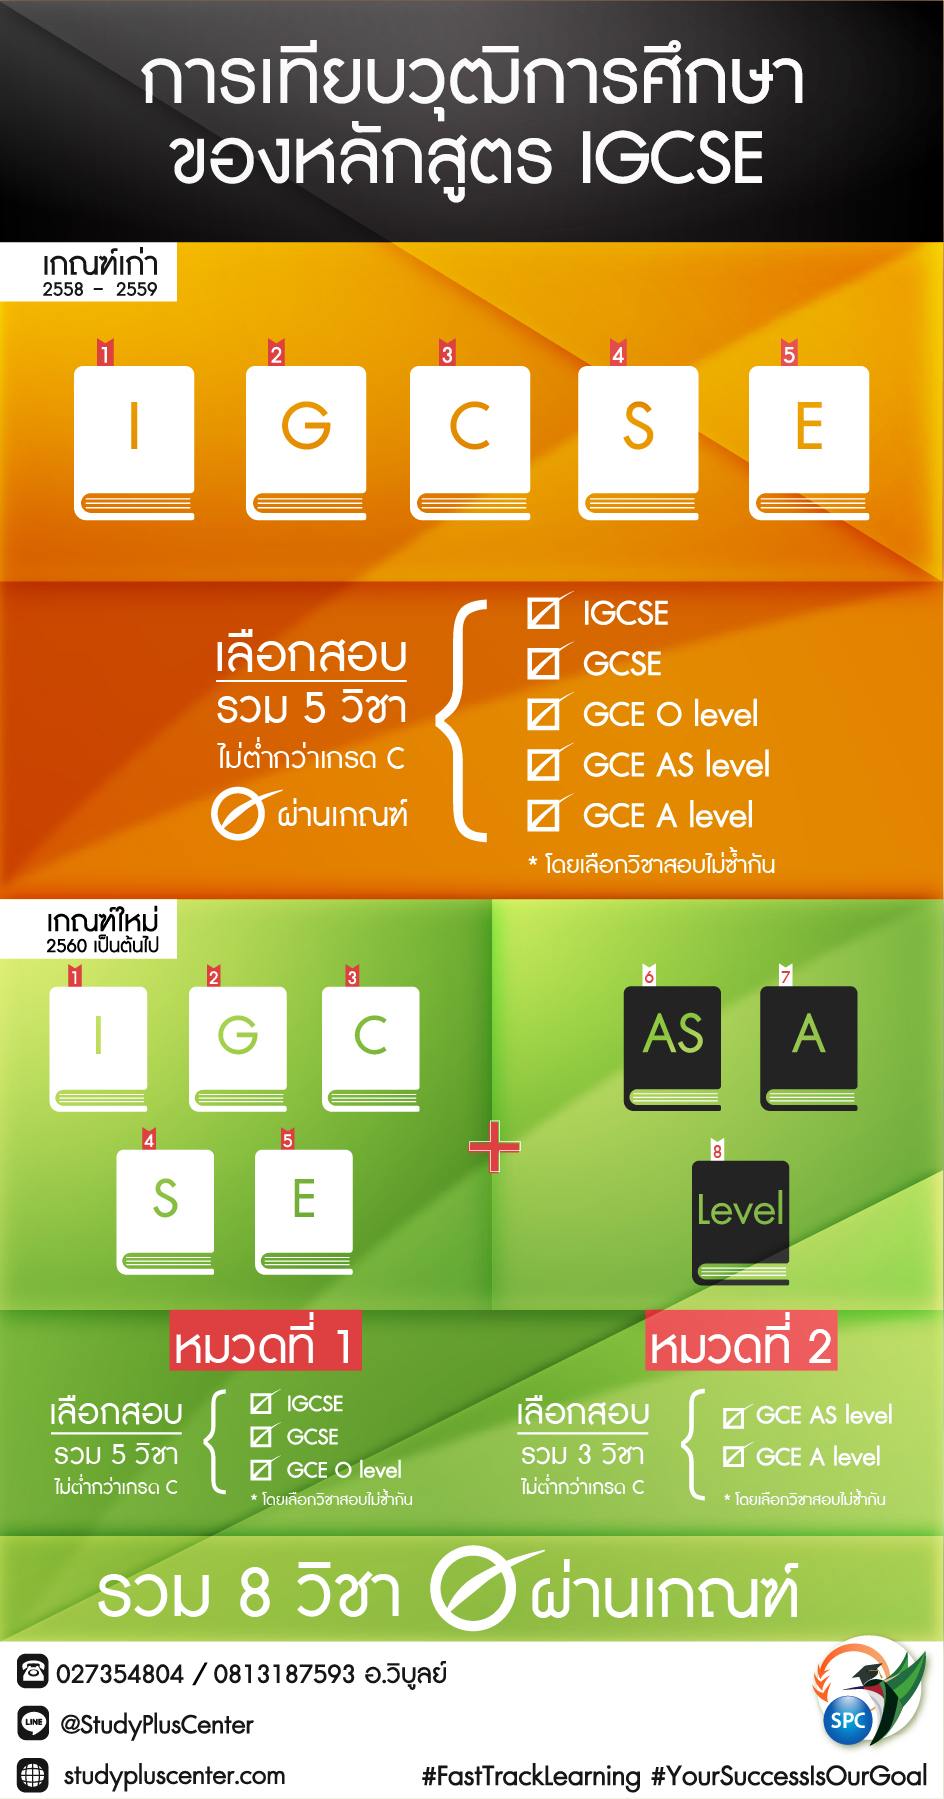 การเทียบวุฒิการศึกษา
ของหลักสูตร IGCSE
เกณฑ์เก่า
2558 - 2559
1 2 3 4 5
I G C S E
เลือกสอบ
รวม 5 วิชา
ไม่ต่ำกว่าเกรด C
ผ่านเกณฑ์
IGCSE
GCSE
GCE O level
GCE AS level
GCE A level
* โดยเลือกวิชาสอบไม่ซ้ำกัน
เกณฑ์ใหม่
2560 เป็นต้นไป
1 2 3
I G C
4 5
S E
+
6 7
AS A
8
Level
หมวดที่ 1
เลือกสอบ
รวม 5 วิชา
ไม่ต่ำกว่าเกรด C
IGCSE
GCSE
GCE O level
* โดยเลือกวิชาสอบไม่ซ้ำกัน
หมวดที่ 2
เลือกสอบ
รวม 3 วิชา
ไม่ต่ำกว่าเกรด C
GCE AS level
GCE A level
* โดยเลือกวิชาสอบไม่ซ้ำกัน
รวม 8 วิชา ผ่านเกณฑ์
027354804 / 0813187593 อ.วิบูลย์
LINE @StudyPlusCenter
studypluscenter.com
SPC
#FastTrackLearning #YourSuccessIsOurGoal